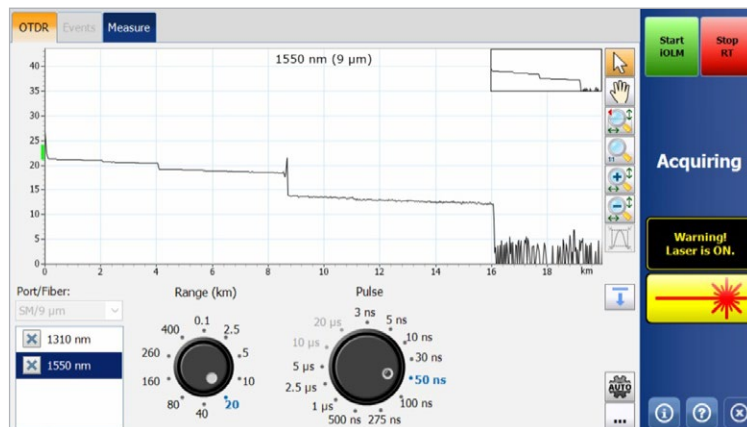 OTDR Events Measure
1550 nm (9 µm)
40
35
30
25
20
15
10
5
0
0 2 4 6 8 10 12 14 16 18 km
Port/Fiber:
SM/9 µm
1310 nm
1550 nm
Range (km)
0.1
2.5
5
10
20
40
80
160
260
400
Pulse
3 ns
5 ns
10 ns
30 ns
50 ns
100 ns
275 ns
500 ns
1 µs
2.5 µs
5 µs
10 µs
20 µs
1:1
AUTO
...
Start
iOLM
Stop
RT
Acquiring
Warning!
Laser is ON.